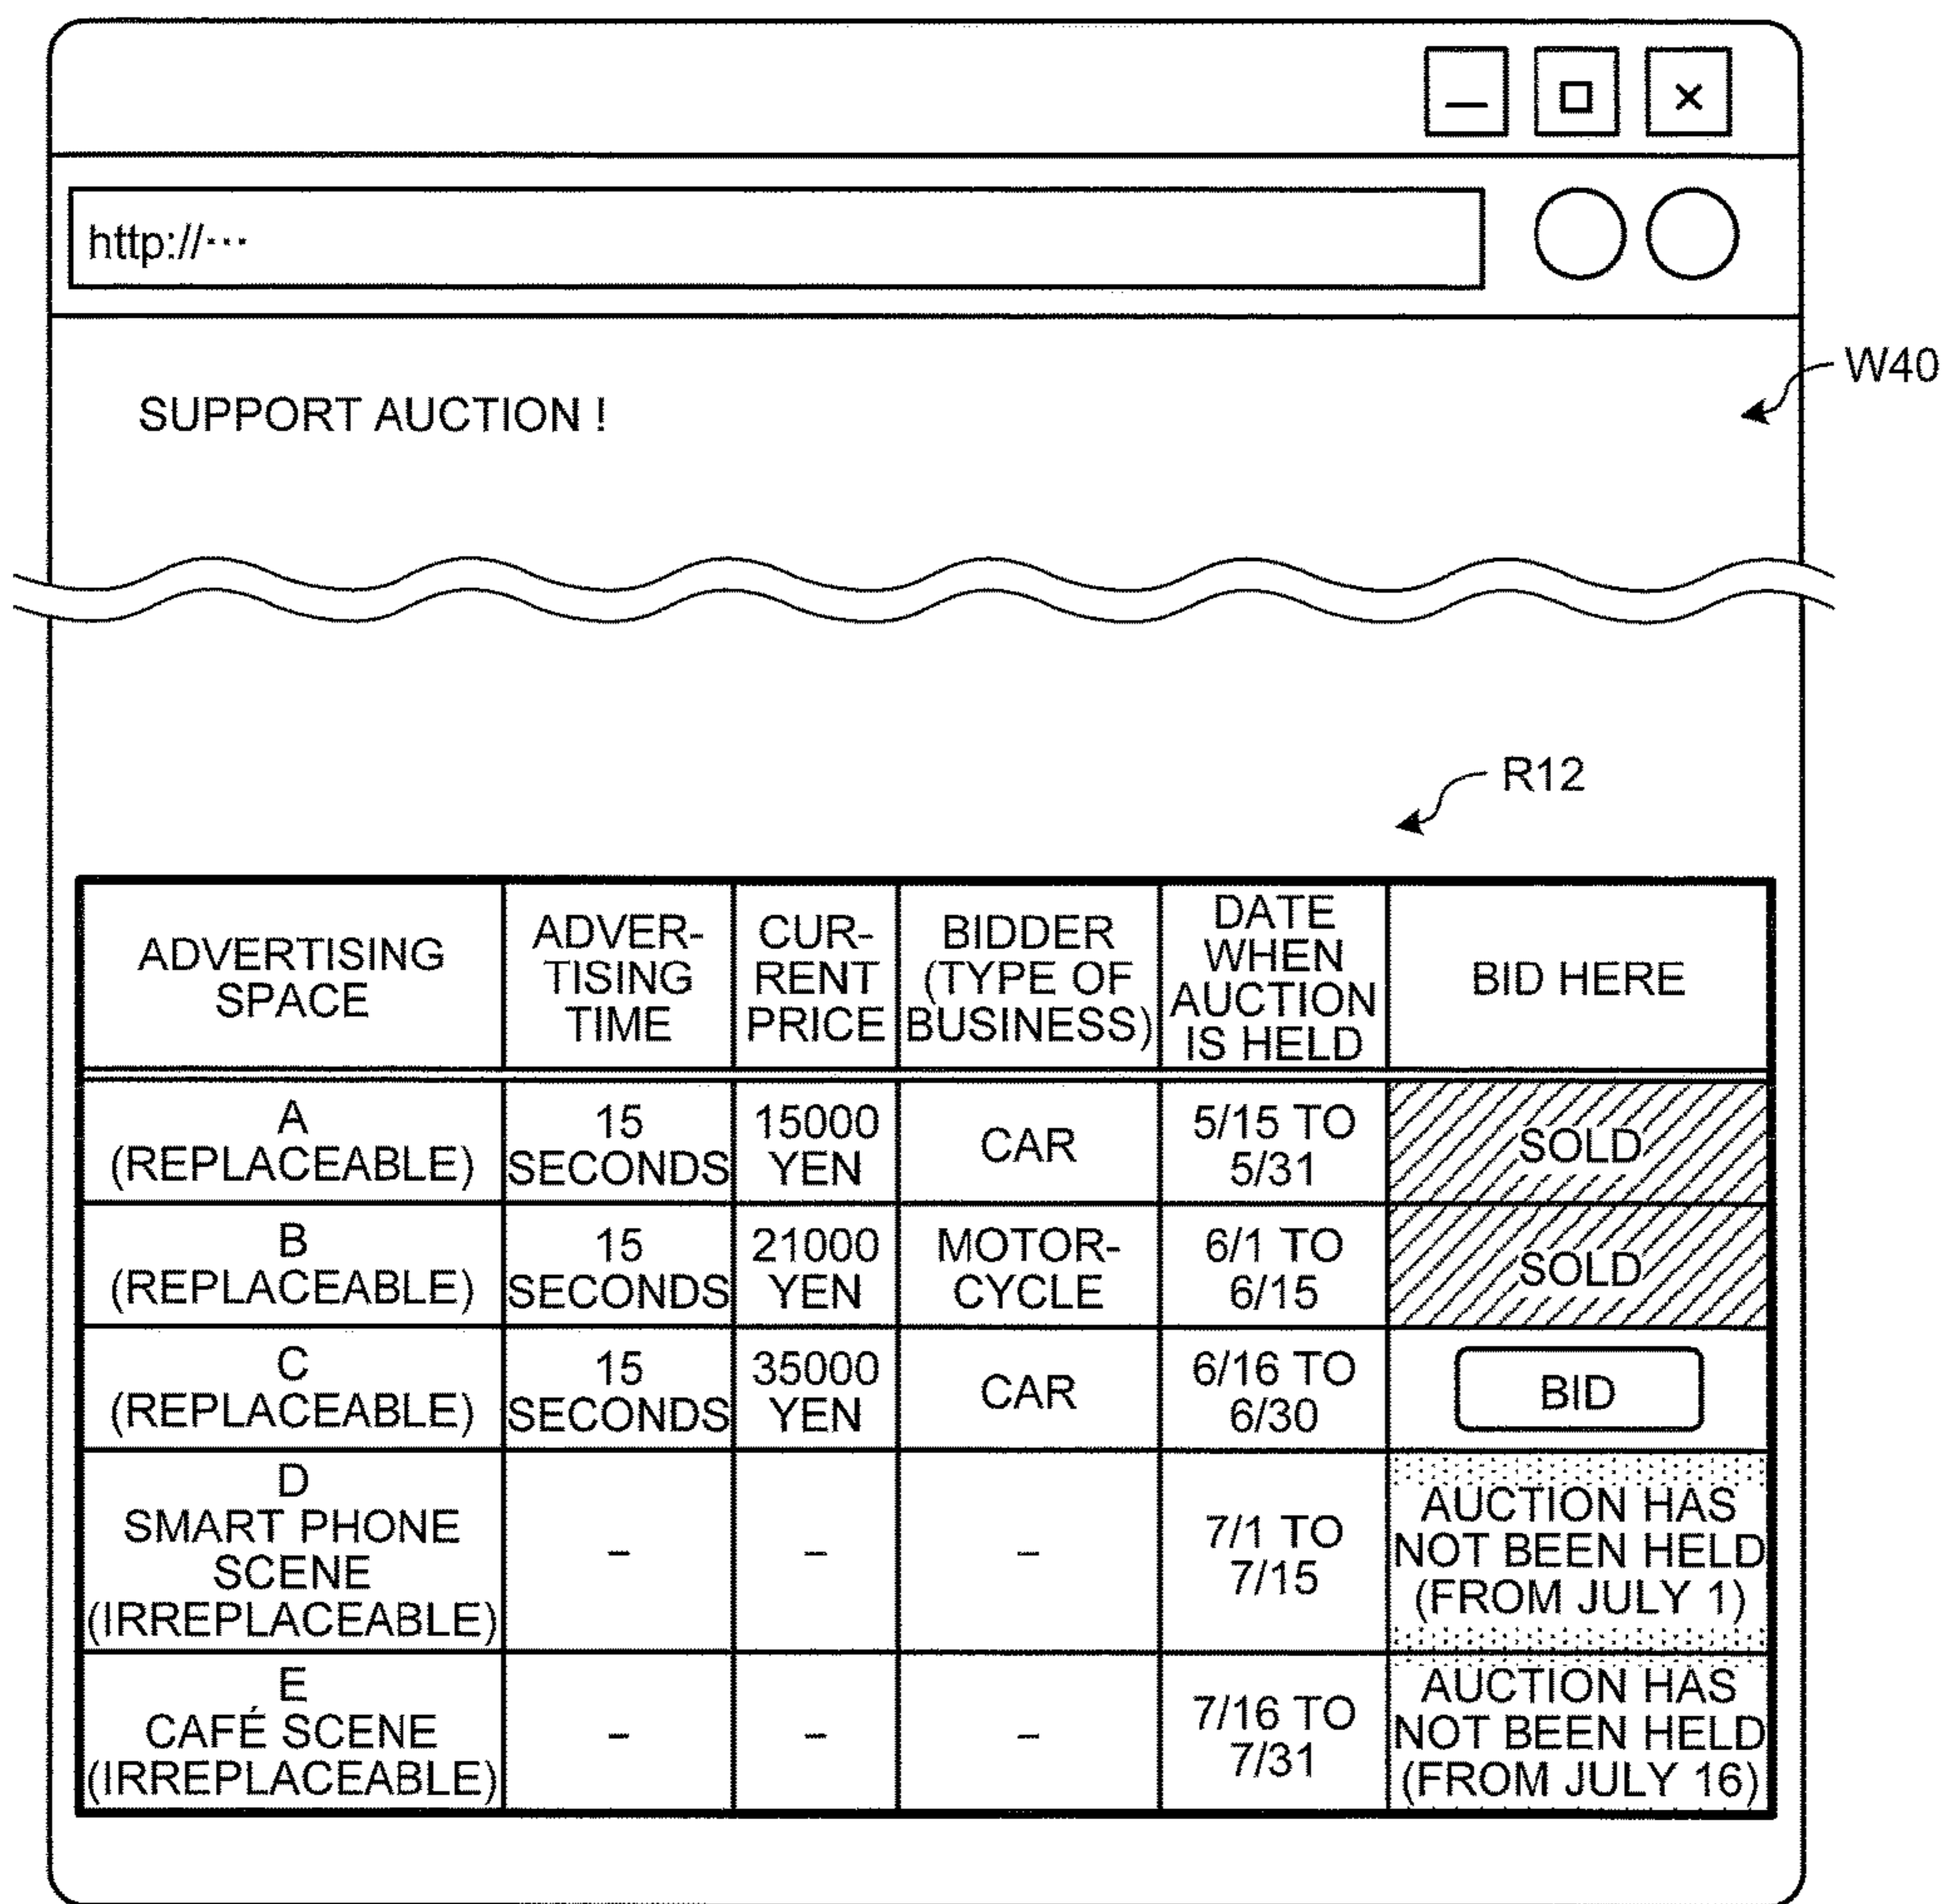 http://···
SUPPORT AUCTION !
W40
R12
ADVERTISING
SPACE
ADVER-
TISING
TIME
CUR-
RENT
PRICE
BIDDER
(TYPE OF
BUSINESS)
DATE
WHEN
AUCTION
IS HELD
BID HERE
A
(REPLACEABLE)
15
SECONDS
15000
YEN
CAR
5/15 TO
5/31
SOLD
B
(REPLACEABLE)
15
SECONDS
21000
YEN
MOTOR-
CYCLE
6/1 TO
6/15
SOLD
C
(REPLACEABLE)
15
SECONDS
35000
YEN
CAR
6/16 TO
6/30
BID
D
SMART PHONE
SCENE
(IRREPLACEABLE)
–
–
–
7/1 TO
7/15
AUCTION HAS
NOT BEEN HELD
(FROM JULY 1)
E
CAFÉ SCENE
(IRREPLACEABLE)
–
–
–
7/16 TO
7/31
AUCTION HAS
NOT BEEN HELD
(FROM JULY 16)